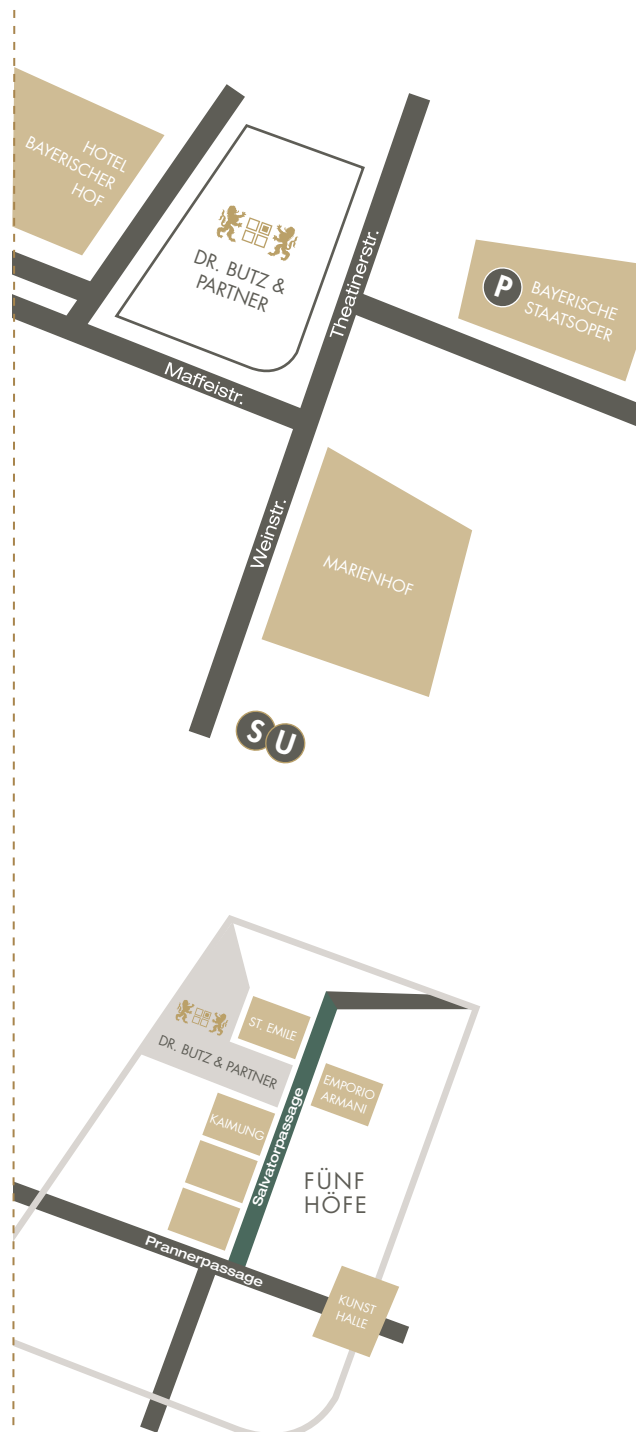 HOTEL
BAYERISCHER
HOF
DR. BUTZ &
PARTNER
Theatinerstr.
P
BAYERISCHE
STAATSOPER
Maffeistr.
Weinstr.
MARIENHOF
S
U
ST. EMILE
DR. BUTZ & PARTNER
EMPORIO
ARMANI
KAIMUNG
Salvatorpassage
FÜNF
HÖFE
Prannerpassage
KUNST
HALLE